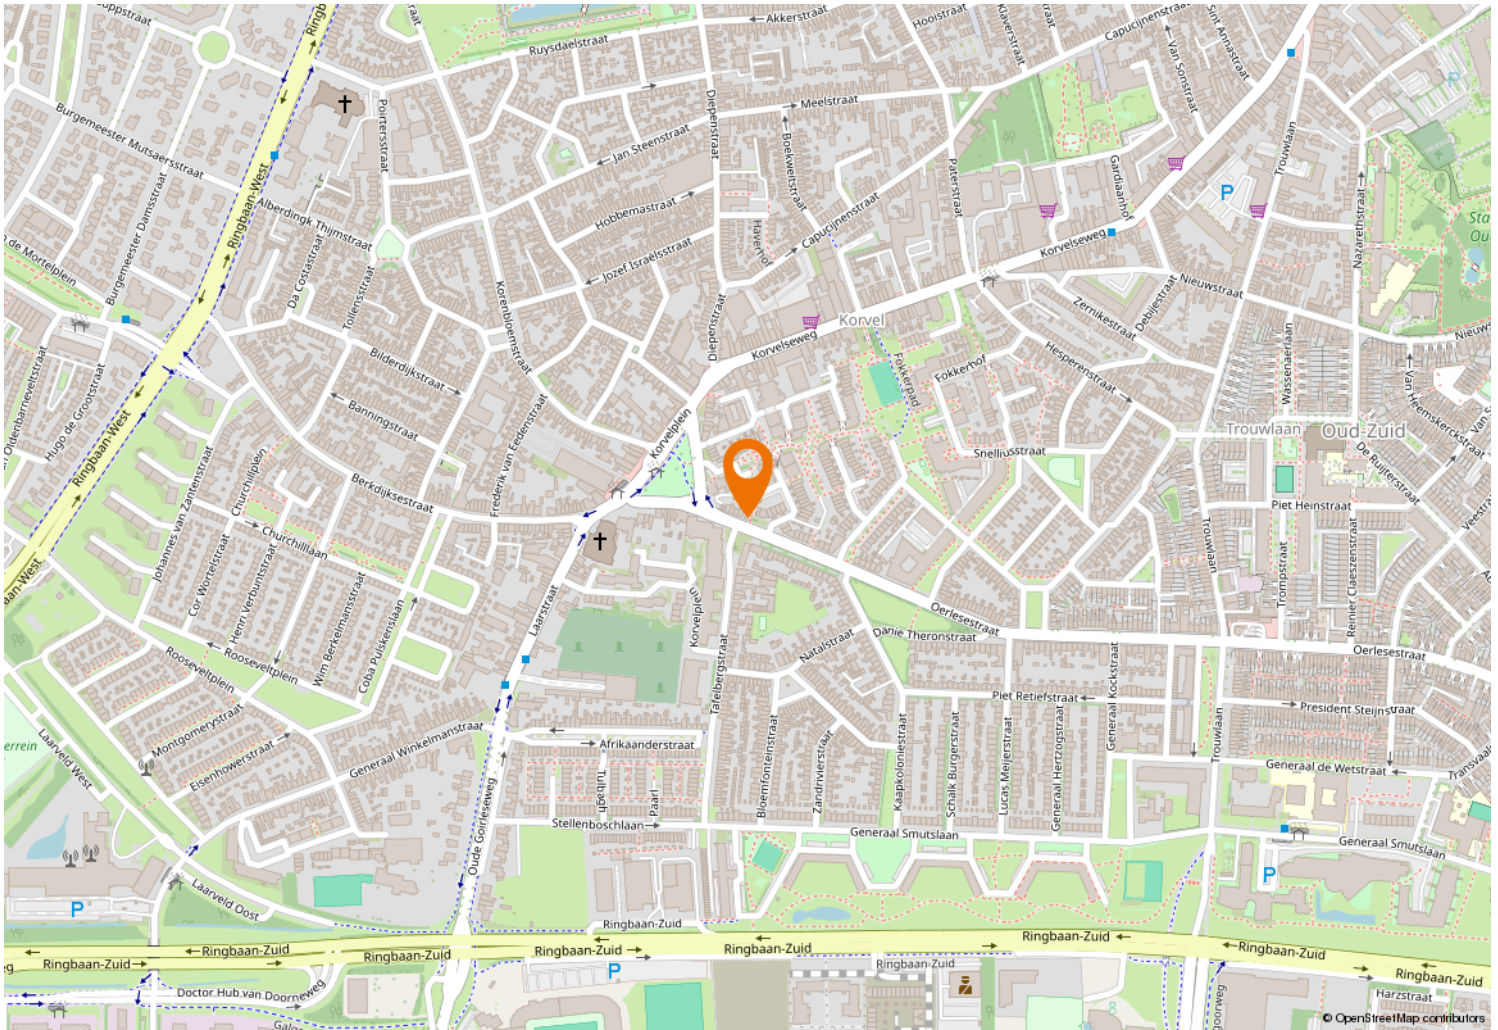 Akkerstraat
Hooistraat
Klaverstraat
Capucijnenstraat
Sint Annastraat
Van Sonstraat
Ruysdaelstraat
Meelstraat
Diepenstraat
Boekweitstraat
Jan Steenstraat
Poirtersstraat
Burgemeester Mutsaersstraat
Burgemeester Damsstraat
Ringbaan-West
Alberdingk Thijmstraat
Hobbemastraat
Capucijnenstraat
Haverhof
Paterstraat
Gardiaanhof
P
Trouwlaan
Nazarethstraat
Jozef Israëlsstraat
Korvelseweg
Nieuwstraat
Da Costastraat
Tollensstraat
Korenbloemstraat
Diepenstraat
Korvelseweg
Korvel
Zernikestraat
Debijestraat
Hesperenstraat
Wassenaerlaan
Fokkerpad
Fokkerhof
Bilderdijkstraat
Banningstraat
Frederik van Eedenstraat
Korvelplein
Hugo de Grootstraat
Ringbaan-West
Johannes van Zantenstraat
Churchillplein
Berkdijksestraat
Churchilllaan
Snelliusstraat
Trouwlaan
Oud-Zuid
De Ruijterstraat
Piet Heinstraat
Trouwlaan
Trompstraat
Reinier Claeszenstraat
Cor Wortelstraat
Henri Verbuntstraat
Wim Berkelmansstraat
Coba Pulskenslaan
Laarstraat
Korvelplein
Tafelbergstraat
Natalstraat
Danie Theronstraat
Oerlesestraat
Oerlesestraat
Rooseveltplein
Rooseveltplein
Montgomerystraat
Eisenhowerstraat
Generaal Winkelmanstraat
Laarveld West
Piet Retiefstraat
Generaal Kockstraat
President Steijnstraat
Trouwlaan
Afrikaanderstraat
Tulbagh
Paarl
Bloemfonteinstraat
Zandrivierstraat
Kaapkoloniestraat
Schalk Burgerstraat
Lucas Meijerstraat
Generaal Hertzogstraat
Generaal de Wetstraat
Stellenboschlaan
Generaal Smutslaan
Generaal Smutslaan
Oude Goirleseweg
Laarveld Oost
P
P
Ringbaan-Zuid
Ringbaan-Zuid
Ringbaan-Zuid
Ringbaan-Zuid
Ringbaan-Zuid
Ringbaan-Zuid
Ringbaan-Zuid
Ringbaan-Zuid
Ringbaan-Zuid
Ringbaan-Zuid
P
Doctor Hub van Doorneweg
Harzstraat
© OpenStreetMap contributors